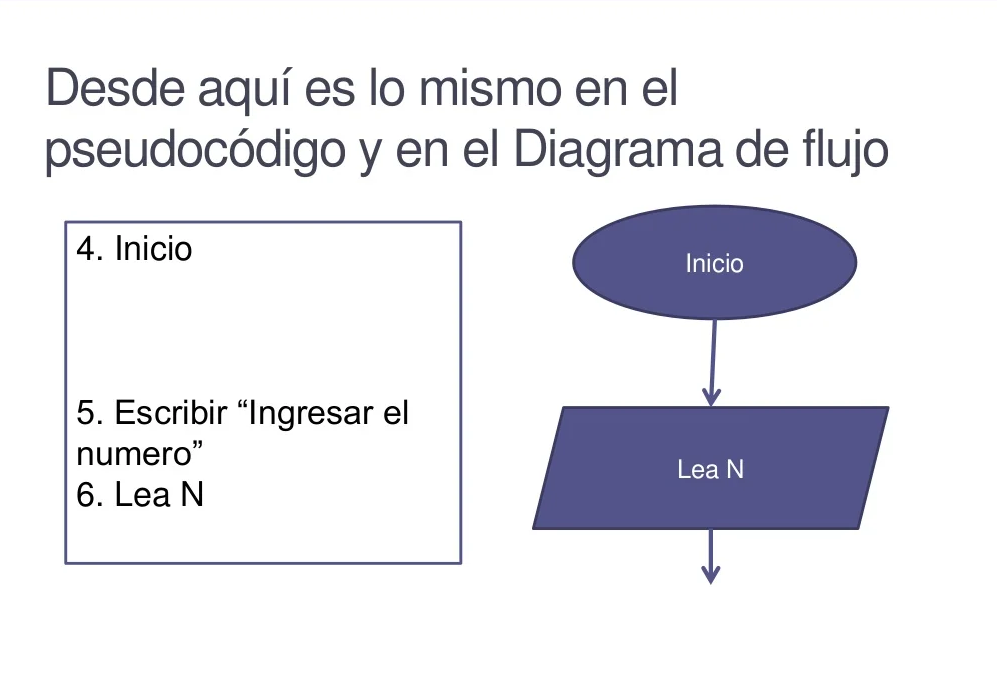 Desde aquí es lo mismo en el
pseudocódigo y en el Diagrama de flujo
4. Inicio
5. Escribir “Ingresar el
numero”
6. Lea N
Inicio
Lea N